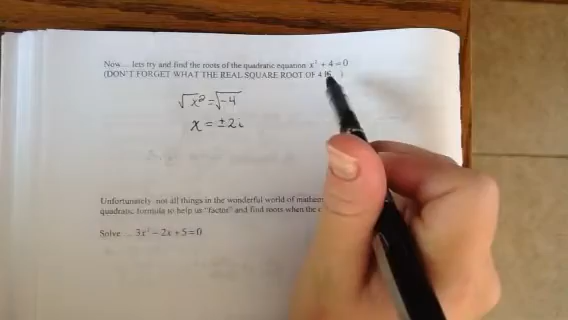 Now... lets try and find the roots of the quadratic equation x² + 4 = 0
(DON'T FORGET WHAT THE REAL SQUARE ROOT OF 4 IS...)
√x² = √-4
x = ±2i
Unfortunately, not all things in the wonderful world of
quadratic formula to help us "factor" and find roots when the
Solve ... 3x² − 2x + 5 = 0